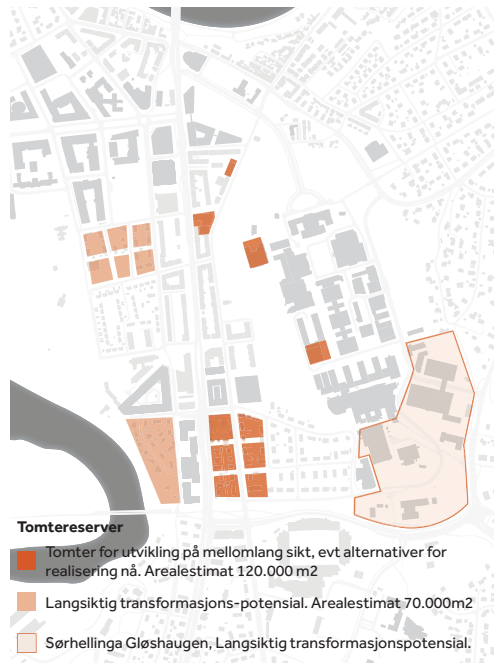 Tomtereserver
Tomter for utvikling på mellomlang sikt, evt alternativer for
realisering nå. Arealestimat 120.000 m2
Langsiktig transformasjons-potensial. Arealestimat 70.000m2
Sørhellinga Gløshaugen, Langsiktig transformasjonspotensial.